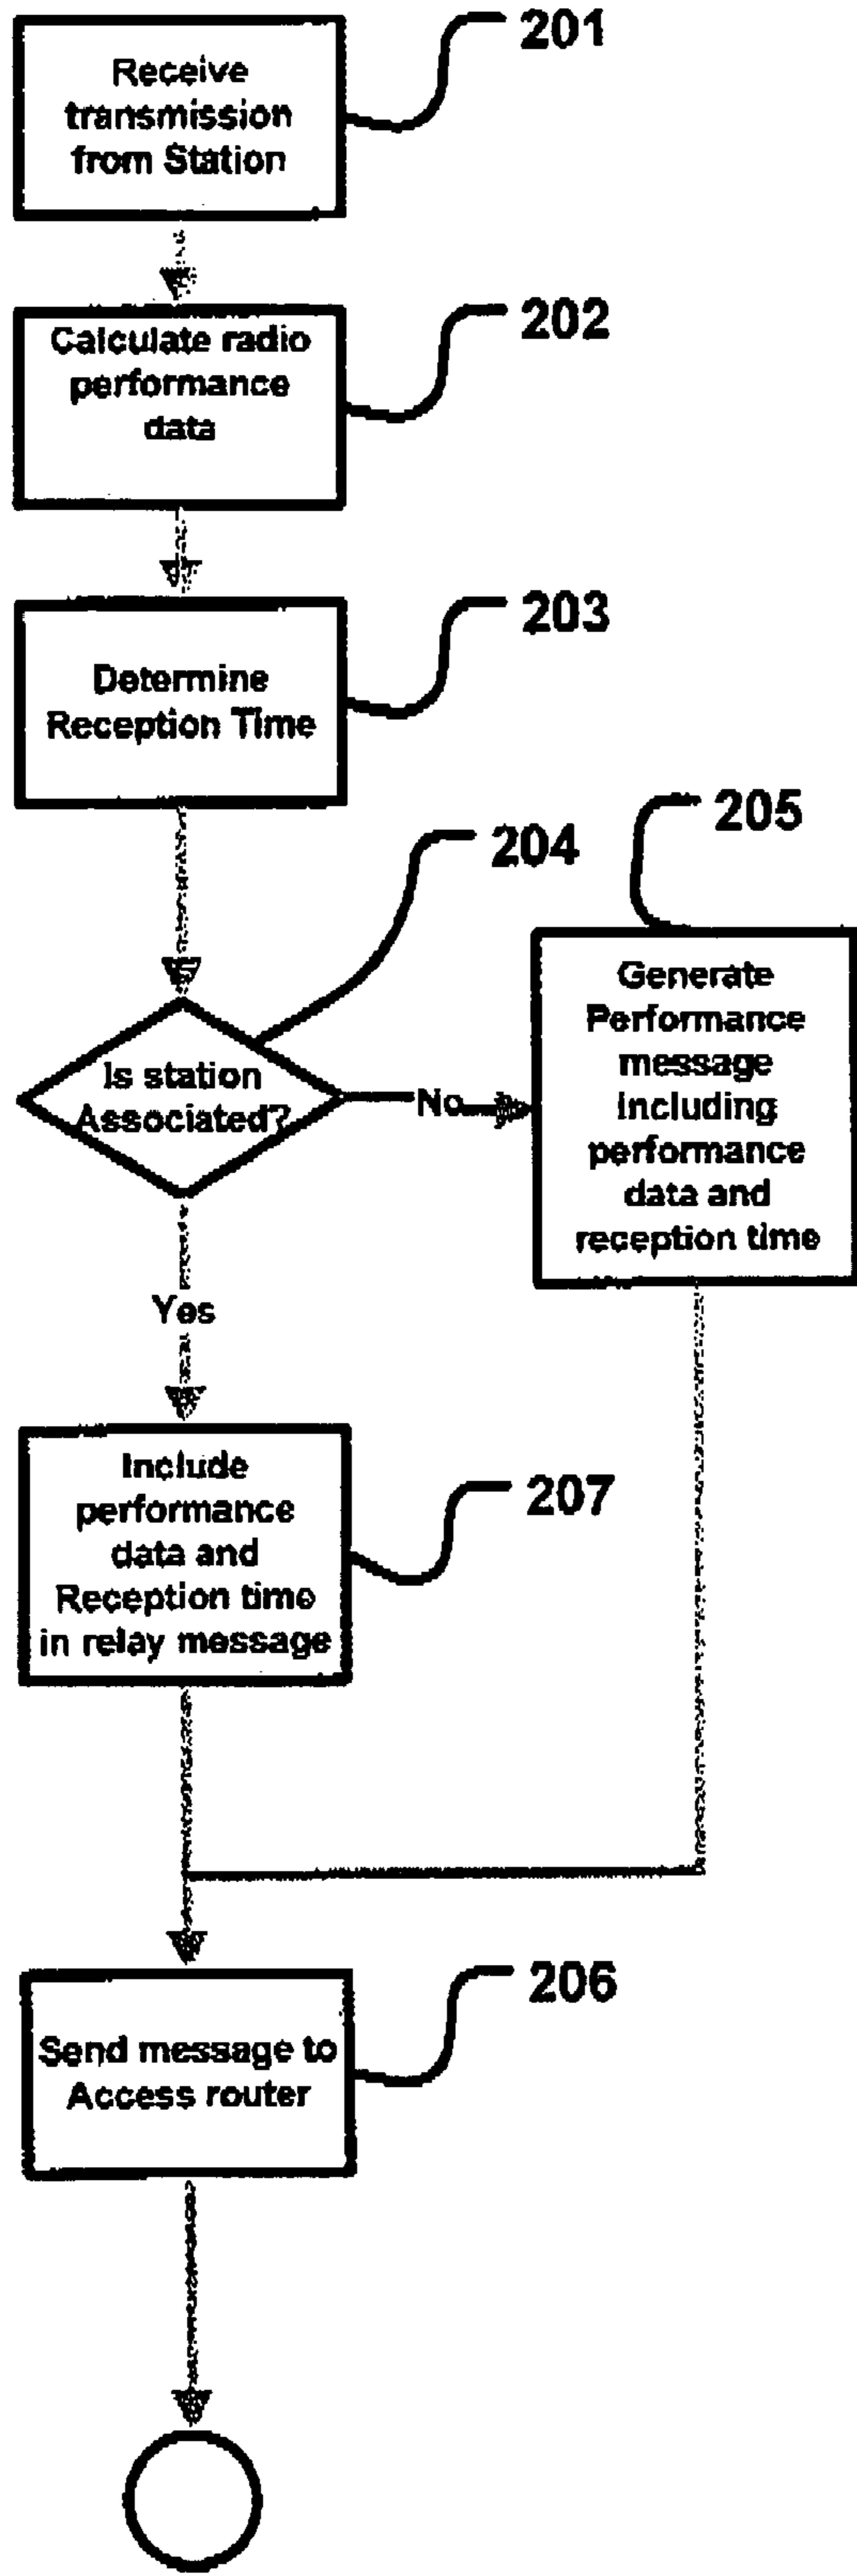 201
Receive
transmission
from Station
202
Calculate radio
performance
data
203
Determine
Reception Time
204
205
Is station
Associated?
No
Generate
Performance
message
including
performance
data and
reception time
Yes
207
Include
performance
data and
Reception time
in relay message
206
Send message to
Access router